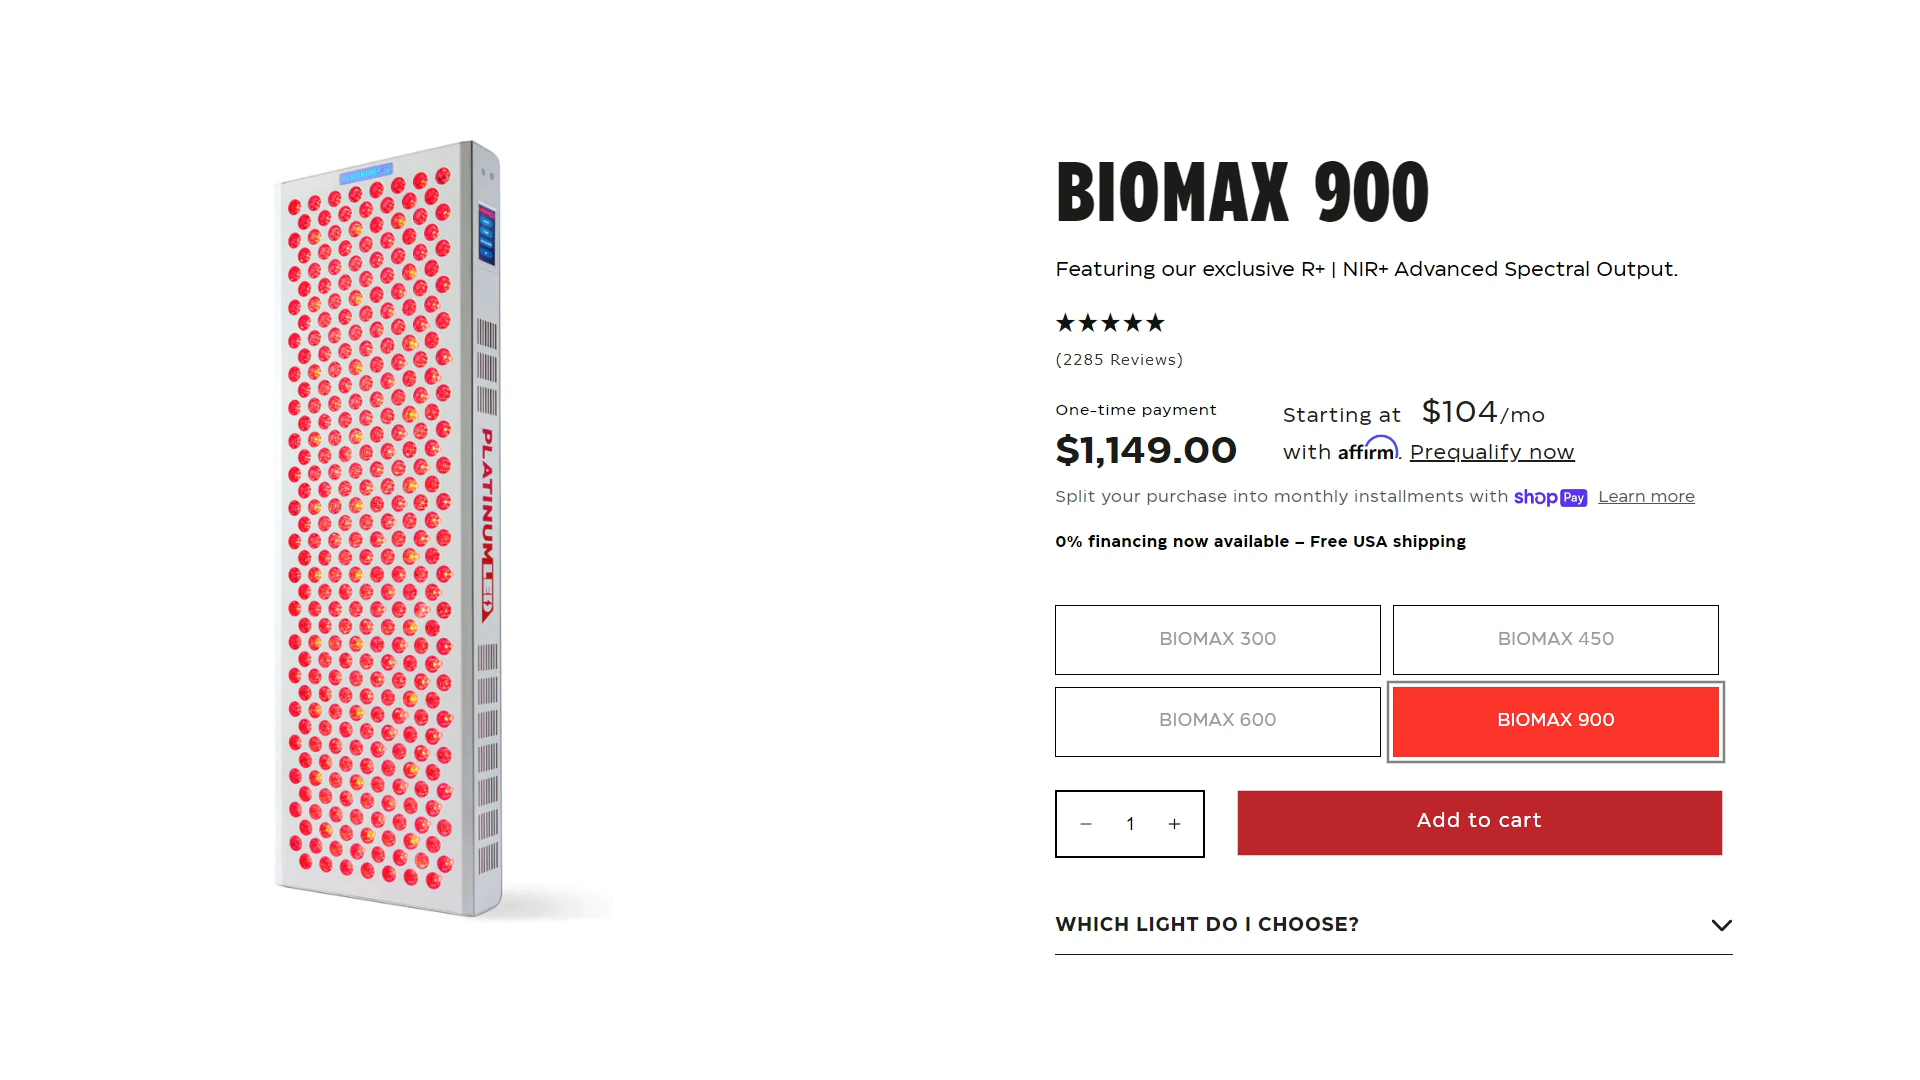 BIOMAX 900
Featuring our exclusive R+ | NIR+ Advanced Spectral Output.
★★★★★
(2285 Reviews)
One-time payment
$1,149.00
Starting at $104/mo
with affirm. Prequalify now
Split your purchase into monthly installments with shop Pay Learn more
0% financing now available – Free USA shipping
BIOMAX 300
BIOMAX 450
BIOMAX 600
BIOMAX 900
− 1 +
Add to cart
WHICH LIGHT DO I CHOOSE?
PLATINUMLED